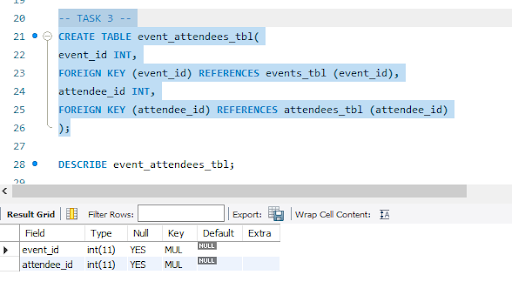 20 -- TASK 3 --
21 CREATE TABLE event_attendees_tbl(
22 event_id INT,
23 FOREIGN KEY (event_id) REFERENCES events_tbl (event_id),
24 attendee_id INT,
25 FOREIGN KEY (attendee_id) REFERENCES attendees_tbl (attendee_id)
26 );
27
28 DESCRIBE event_attendees_tbl;
Result Grid Filter Rows: Export: Wrap Cell Content:
Field Type Null Key Default Extra
event_id int(11) YES MUL NULL
attendee_id int(11) YES MUL NULL